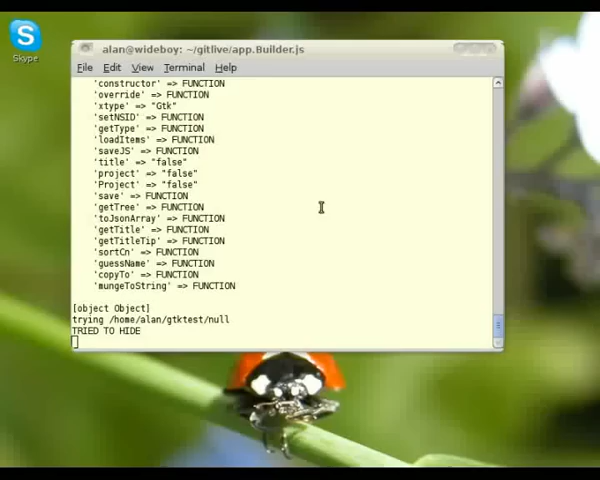 alan@wideboy: ~/gitlive/app.Builder.js
File Edit View Terminal Help
Skype
'constructor' => FUNCTION
'override' => FUNCTION
'xtype' => "Gtk"
'setNSID' => FUNCTION
'getType' => FUNCTION
'loadItems' => FUNCTION
'saveJS' => FUNCTION
'title' => "false"
'project' => "false"
'Project' => "false"
'save' => FUNCTION
'getTree' => FUNCTION
'toJsonArray' => FUNCTION
'getTitle' => FUNCTION
'getTitleTip' => FUNCTION
'sortCn' => FUNCTION
'guessName' => FUNCTION
'copyTo' => FUNCTION
'mungeToString' => FUNCTION
[object Object]
trying /home/alan/gtktest/null
TRIED TO HIDE